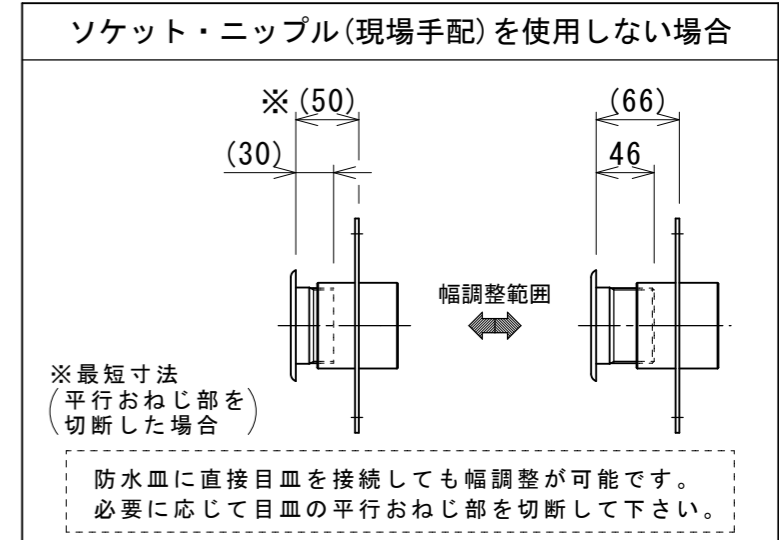 ソケット・ニップル(現場手配)を使用しない場合
※(50)
(66)
(30)
46
幅調整範囲
※最短寸法
(平行おねじ部を
切断した場合)
防水皿に直接目皿を接続しても幅調整が可能です。
必要に応じて目皿の平行おねじ部を切断して下さい。